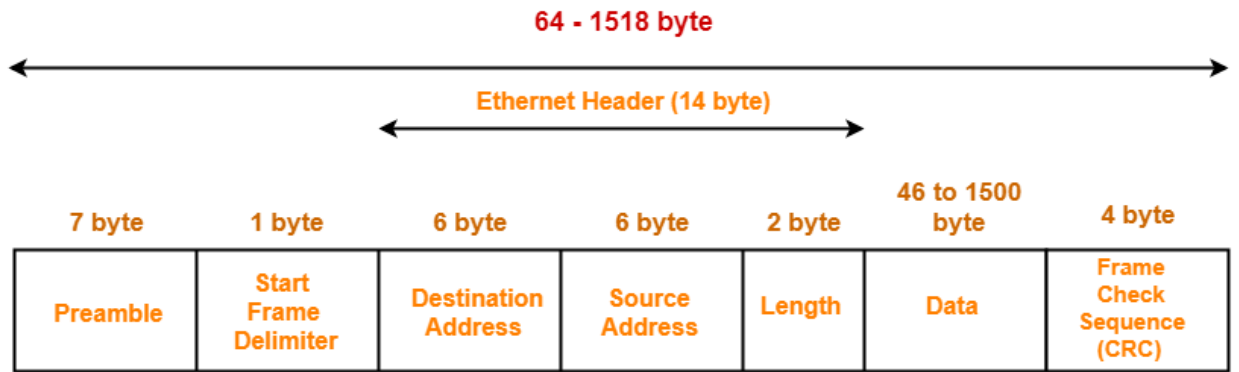 64 - 1518 byte
Ethernet Header (14 byte)
7 byte
1 byte
6 byte
6 byte
2 byte
46 to 1500
byte
4 byte
Preamble
Start
Frame
Delimiter
Destination
Address
Source
Address
Length
Data
Frame
Check
Sequence
(CRC)